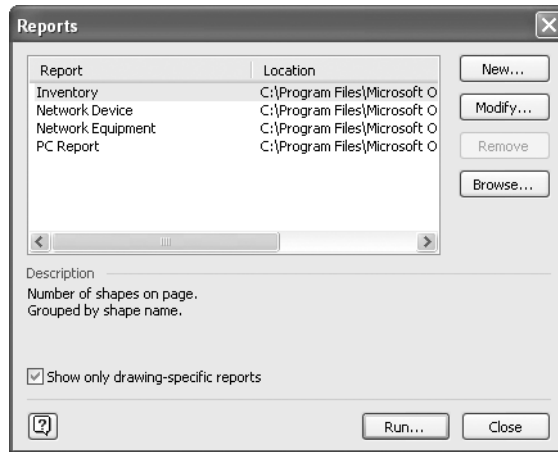 Reports
Report Location
Inventory C:\Program Files\Microsoft O
Network Device C:\Program Files\Microsoft O
Network Equipment C:\Program Files\Microsoft O
PC Report C:\Program Files\Microsoft O
New...
Modify...
Remove
Browse...
Description
Number of shapes on page.
Grouped by shape name.
Show only drawing-specific reports
?
Run... Close